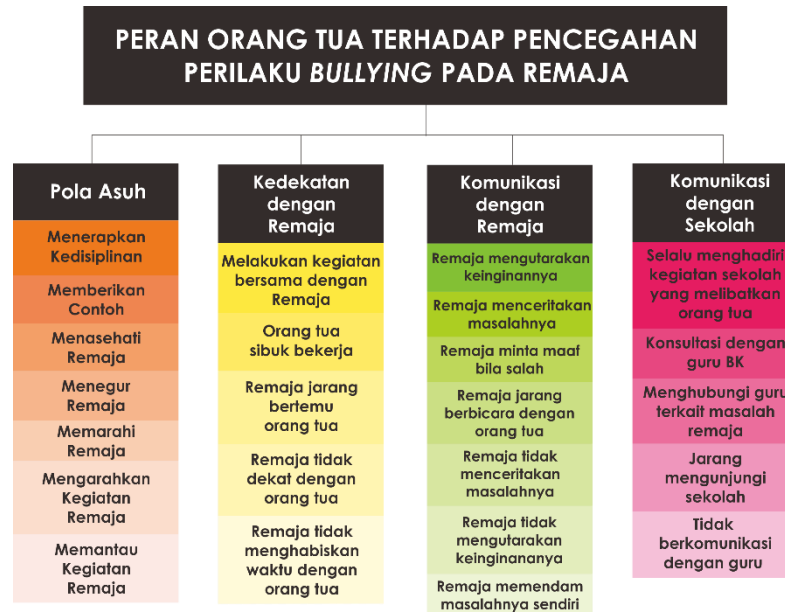 PERAN ORANG TUA TERHADAP PENCEGAHAN
PERILAKU BULLYING PADA REMAJA
Pola Asuh
Menerapkan
Kedisiplinan
Memberikan
Contoh
Menasehati
Remaja
Menegur
Remaja
Memarahi
Remaja
Mengarahkan
Kegiatan
Remaja
Memantau
Kegiatan
Remaja
Kedekatan
dengan
Remaja
Melakukan kegiatan
bersama dengan
Remaja
Orang tua
sibuk bekerja
Remaja jarang
bertemu
orang tua
Remaja tidak
dekat dengan
orang tua
Remaja tidak
menghabiskan
waktu dengan
orang tua
Komunikasi
dengan
Remaja
Remaja mengutarakan
keinginannya
Remaja menceritakan
masalahnya
Remaja minta maaf
bila salah
Remaja jarang
berbicara dengan
orang tua
Remaja tidak
menceritakan
masalahnya
Remaja tidak
mengutarakan
keinginananya
Remaja memendam
masalahnya sendiri
Komunikasi
dengan
Sekolah
Selalu menghadiri
kegiatan sekolah
yang melibatkan
orang tua
Konsultasi dengan
guru BK
Menghubungi guru
terkait masalah
remaja
Jarang
mengunjungi
sekolah
Tidak
berkomunikasi
dengan guru